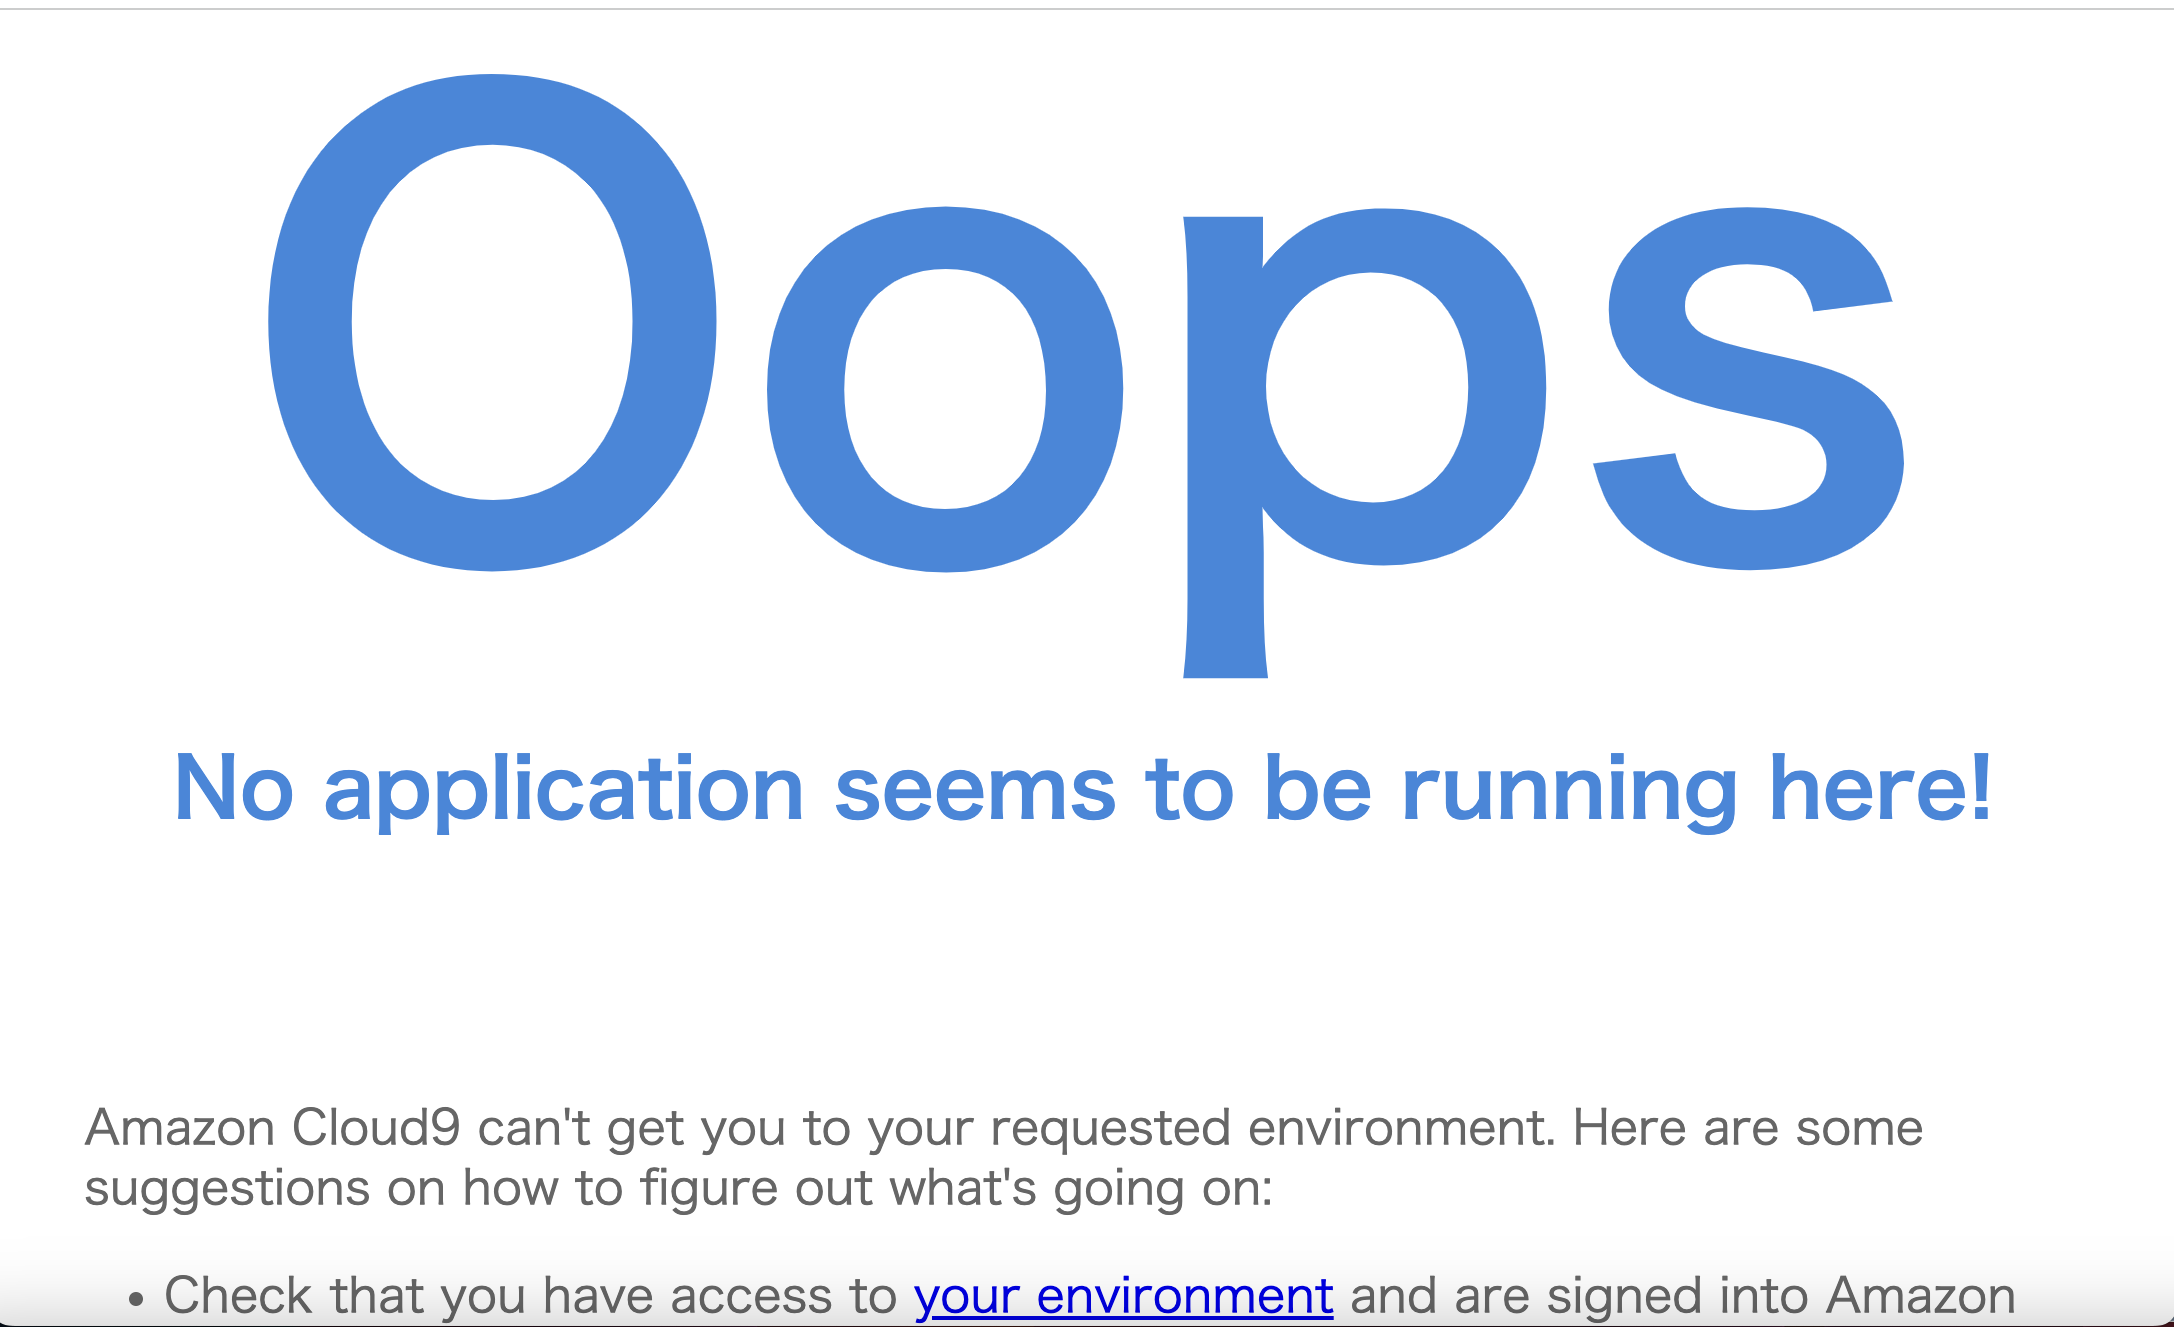 Oops
No application seems to be running here!
Amazon Cloud9 can't get you to your requested environment. Here are some
suggestions on how to figure out what's going on:
• Check that you have access to your environment and are signed into Amazon